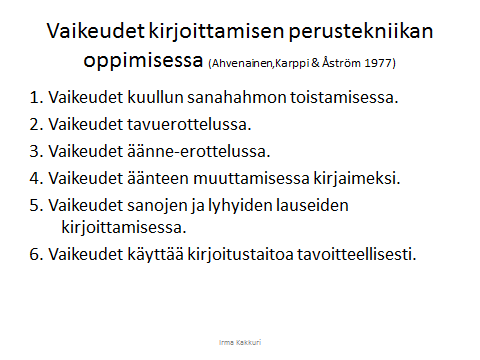 Vaikeudet kirjoittamisen perustekniikan
oppimisessa (Ahvenainen,Karppi & Åström 1977)
1. Vaikeudet kuullun sanahahmon toistamisessa.
2. Vaikeudet tavuerottelussa.
3. Vaikeudet äänne-erottelussa.
4. Vaikeudet äänteen muuttamisessa kirjaimeksi.
5. Vaikeudet sanojen ja lyhyiden lauseiden
kirjoittamisessa.
6. Vaikeudet käyttää kirjoitustaitoa tavoitteellisesti.
Irma Kakkuri